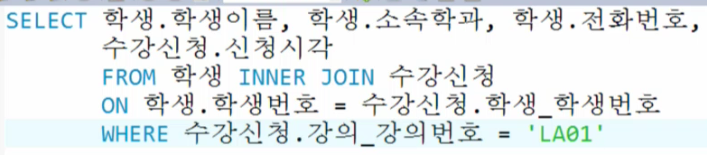 SELECT 학생.학생이름, 학생.소속학과, 학생.전화번호,
수강신청.신청시각
FROM 학생 INNER JOIN 수강신청
ON 학생.학생번호 = 수강신청.학생_학생번호
WHERE 수강신청.강의_강의번호 = 'LA01'